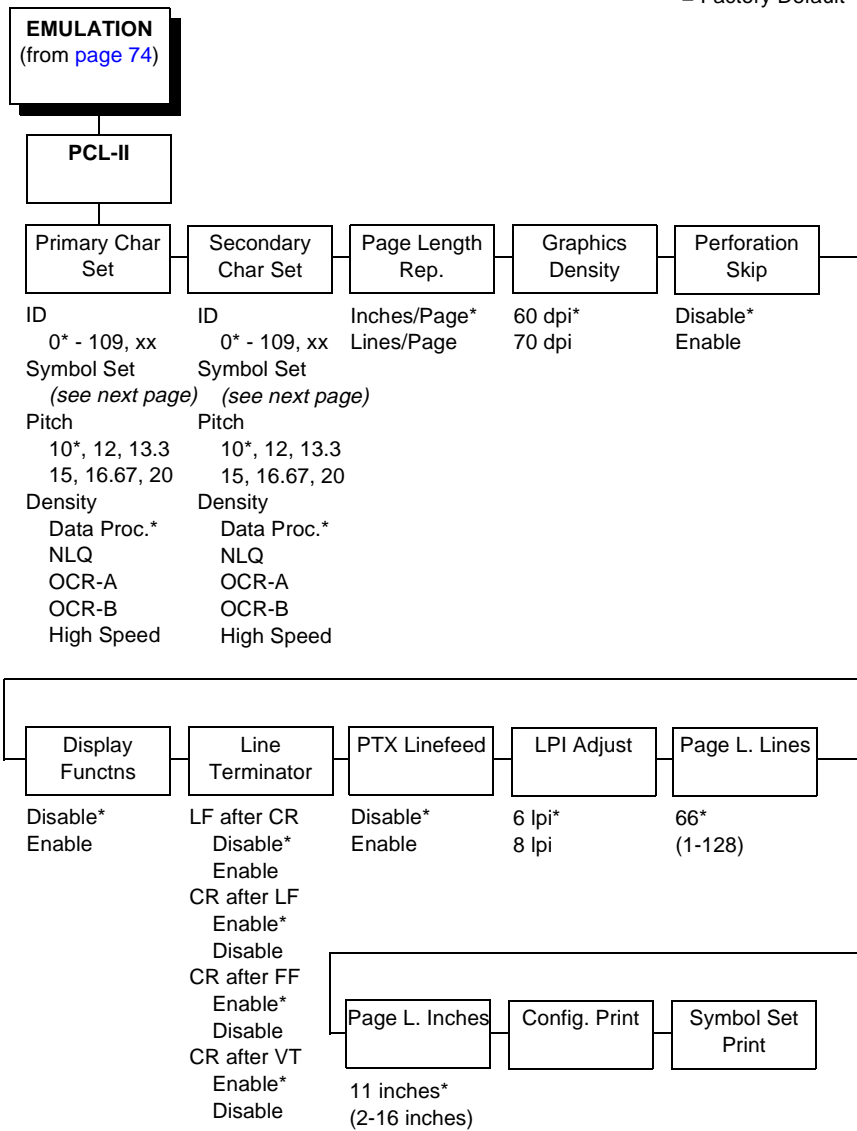 = Factory Default
EMULATION
(from page 74)
PCL-II
Primary Char
Set
Secondary
Char Set
Page Length
Rep.
Graphics
Density
Perforation
Skip
ID
0* - 109, xx
Symbol Set
(see next page)
Pitch
10*, 12, 13.3
15, 16.67, 20
Density
Data Proc.*
NLQ
OCR-A
OCR-B
High Speed
ID
0* - 109, xx
Symbol Set
(see next page)
Pitch
10*, 12, 13.3
15, 16.67, 20
Density
Data Proc.*
NLQ
OCR-A
OCR-B
High Speed
Inches/Page*
Lines/Page
60 dpi*
70 dpi
Disable*
Enable
Display
Functns
Line
Terminator
PTX Linefeed
LPI Adjust
Page L. Lines
Disable*
Enable
LF after CR
Disable*
Enable
CR after LF
Enable*
Disable
CR after FF
Enable*
Disable
CR after VT
Enable*
Disable
Disable*
Enable
6 lpi*
8 lpi
66*
(1-128)
Page L. Inches
Config. Print
Symbol Set
Print
11 inches*
(2-16 inches)